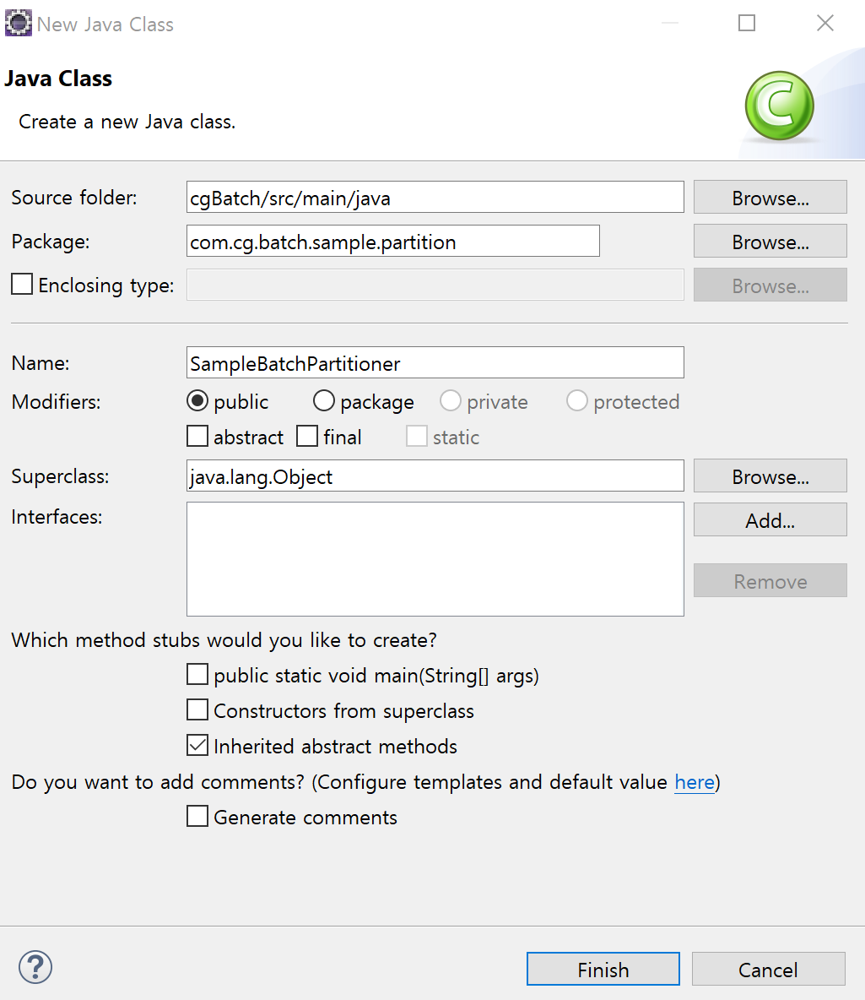 New Java Class
Java Class
Create a new Java class.
Source folder: cgBatch/src/main/java Browse...
Package: com.cg.batch.sample.partition Browse...
Enclosing type: Browse...
Name: SampleBatchPartitioner
Modifiers: public package private protected
abstract final static
Superclass: java.lang.Object Browse...
Interfaces: Add...
Remove
Which method stubs would you like to create?
public static void main(String[] args)
Constructors from superclass
Inherited abstract methods
Do you want to add comments? (Configure templates and default value here)
Generate comments
? Finish Cancel